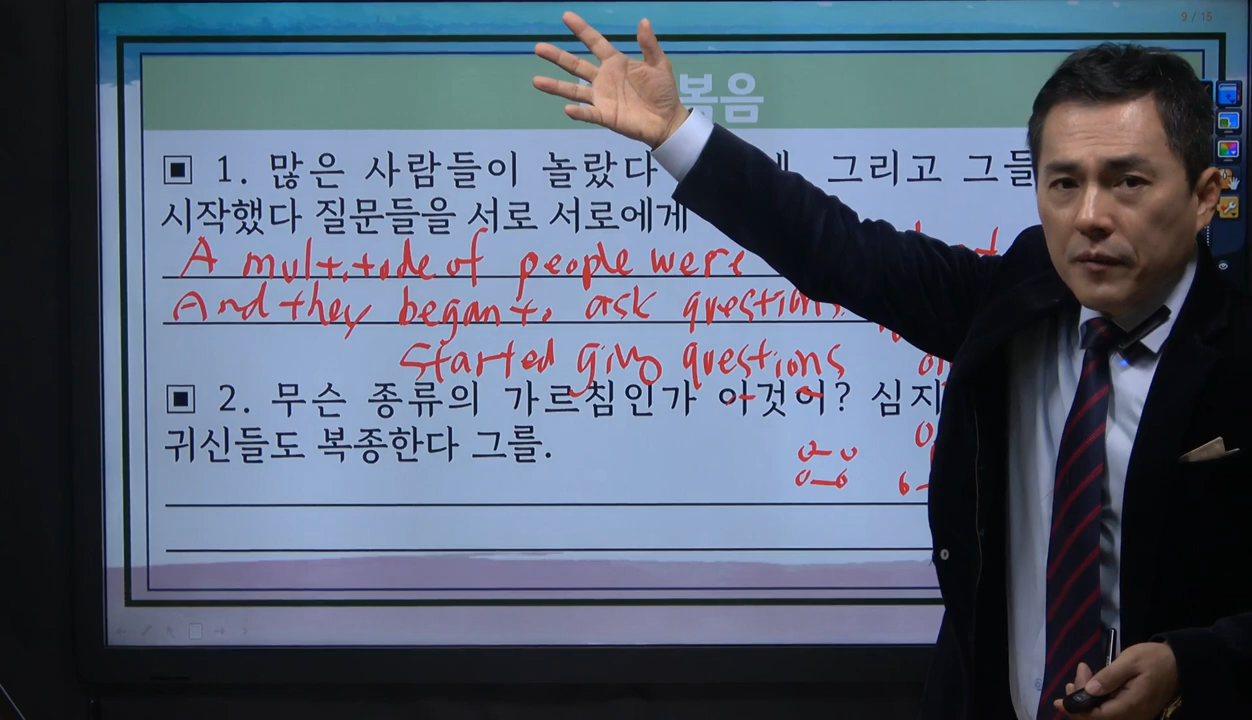 9 / 15
복음
▣ 1. 많은 사람들이 놀랐다 그리고 그들
시작했다 질문들을 서로 서로에게
A multitude of people were
And they began to ask questions
started giving questions
▣ 2. 무슨 종류의 가르침인가 이것이? 심지
귀신들도 복종한다 그를.